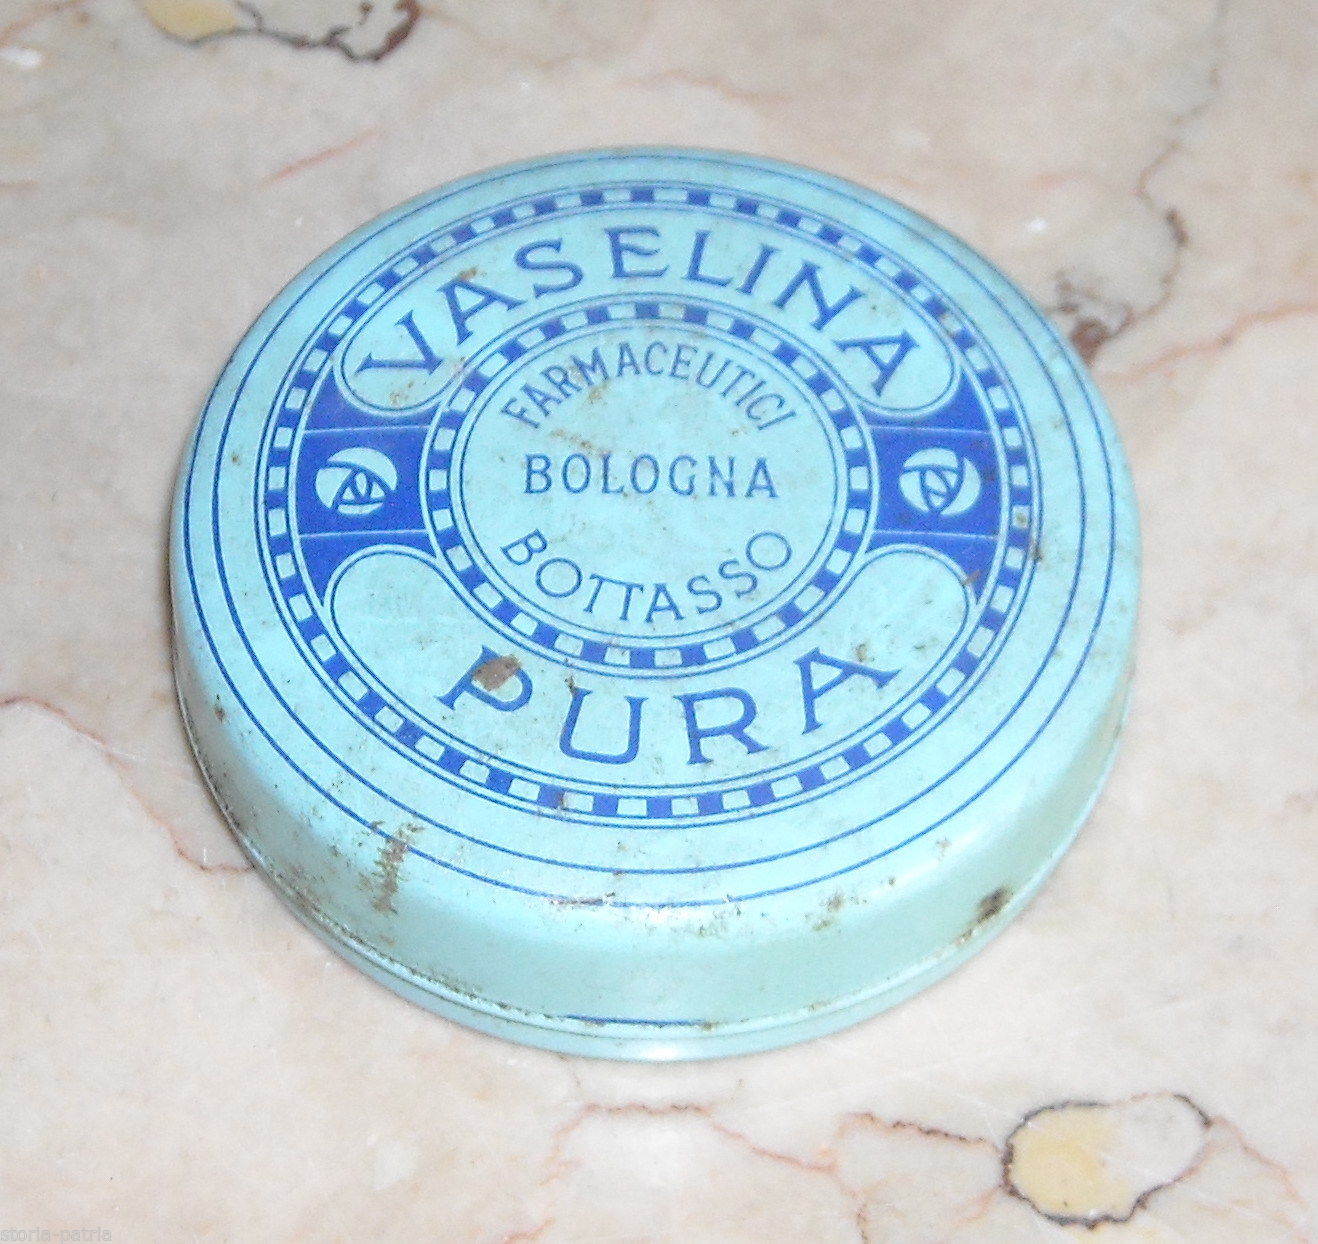 VASELINA
FARMACEUTICI
BOLOGNA
BOTTASSO
PURA
storia-patria